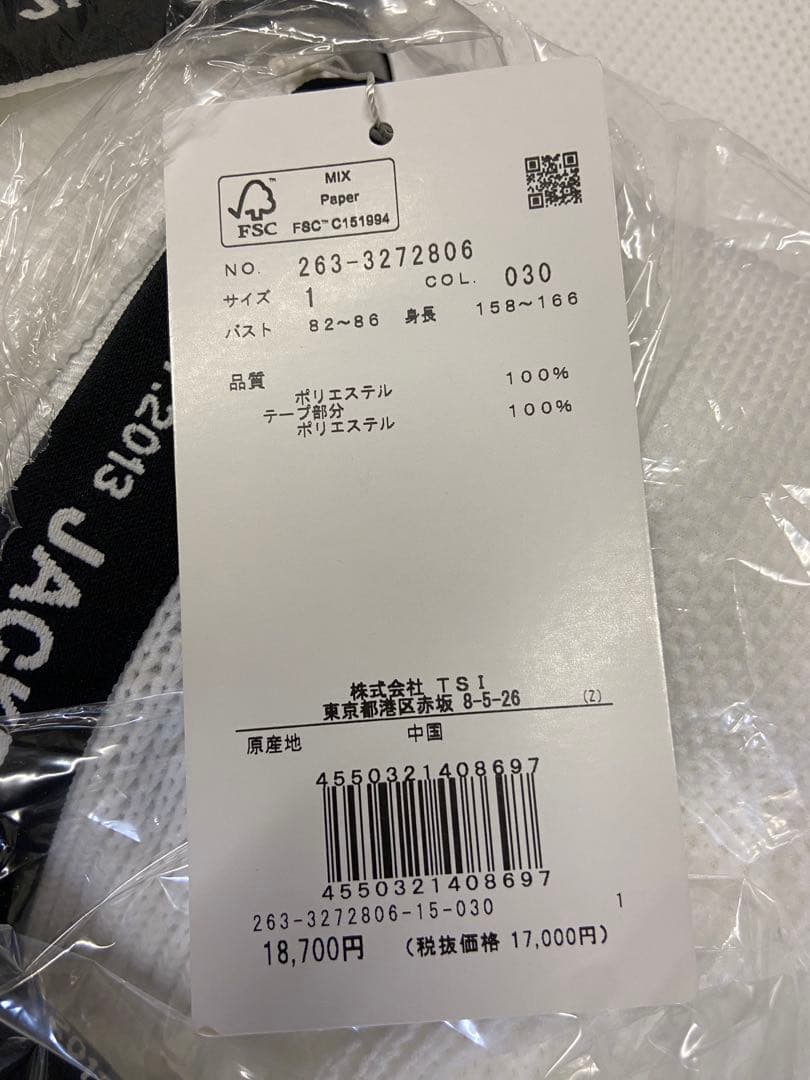 MIX
Paper
FSC™ C151994
FSC
NO. 263-3272806
サイズ 1 COL. 030
バスト 82～86 身長 158～166
品質
ポリエステル 100%
テープ部分
ポリエステル 100%
株式会社 TSI
東京都港区赤坂 8-5-26 (Z)
原産地 中国
4550321408697
4550321408697
263-3272806-15-030 1
18,700円 (税抜価格 17,000円)
.2013 JACK